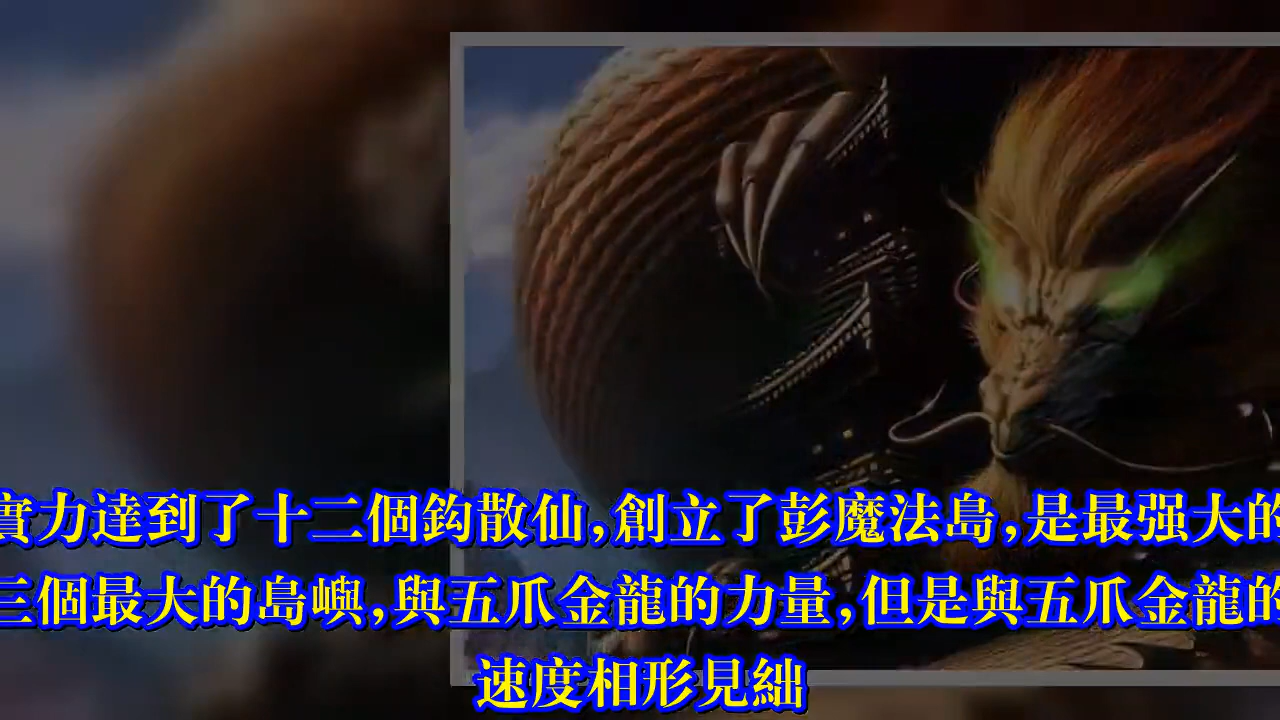 實力達到了十二個鈎散仙,創立了彭魔法島,是最强大的
三個最大的島嶼,與五爪金龍的力量,但是與五爪金龍的
速度相形見絀